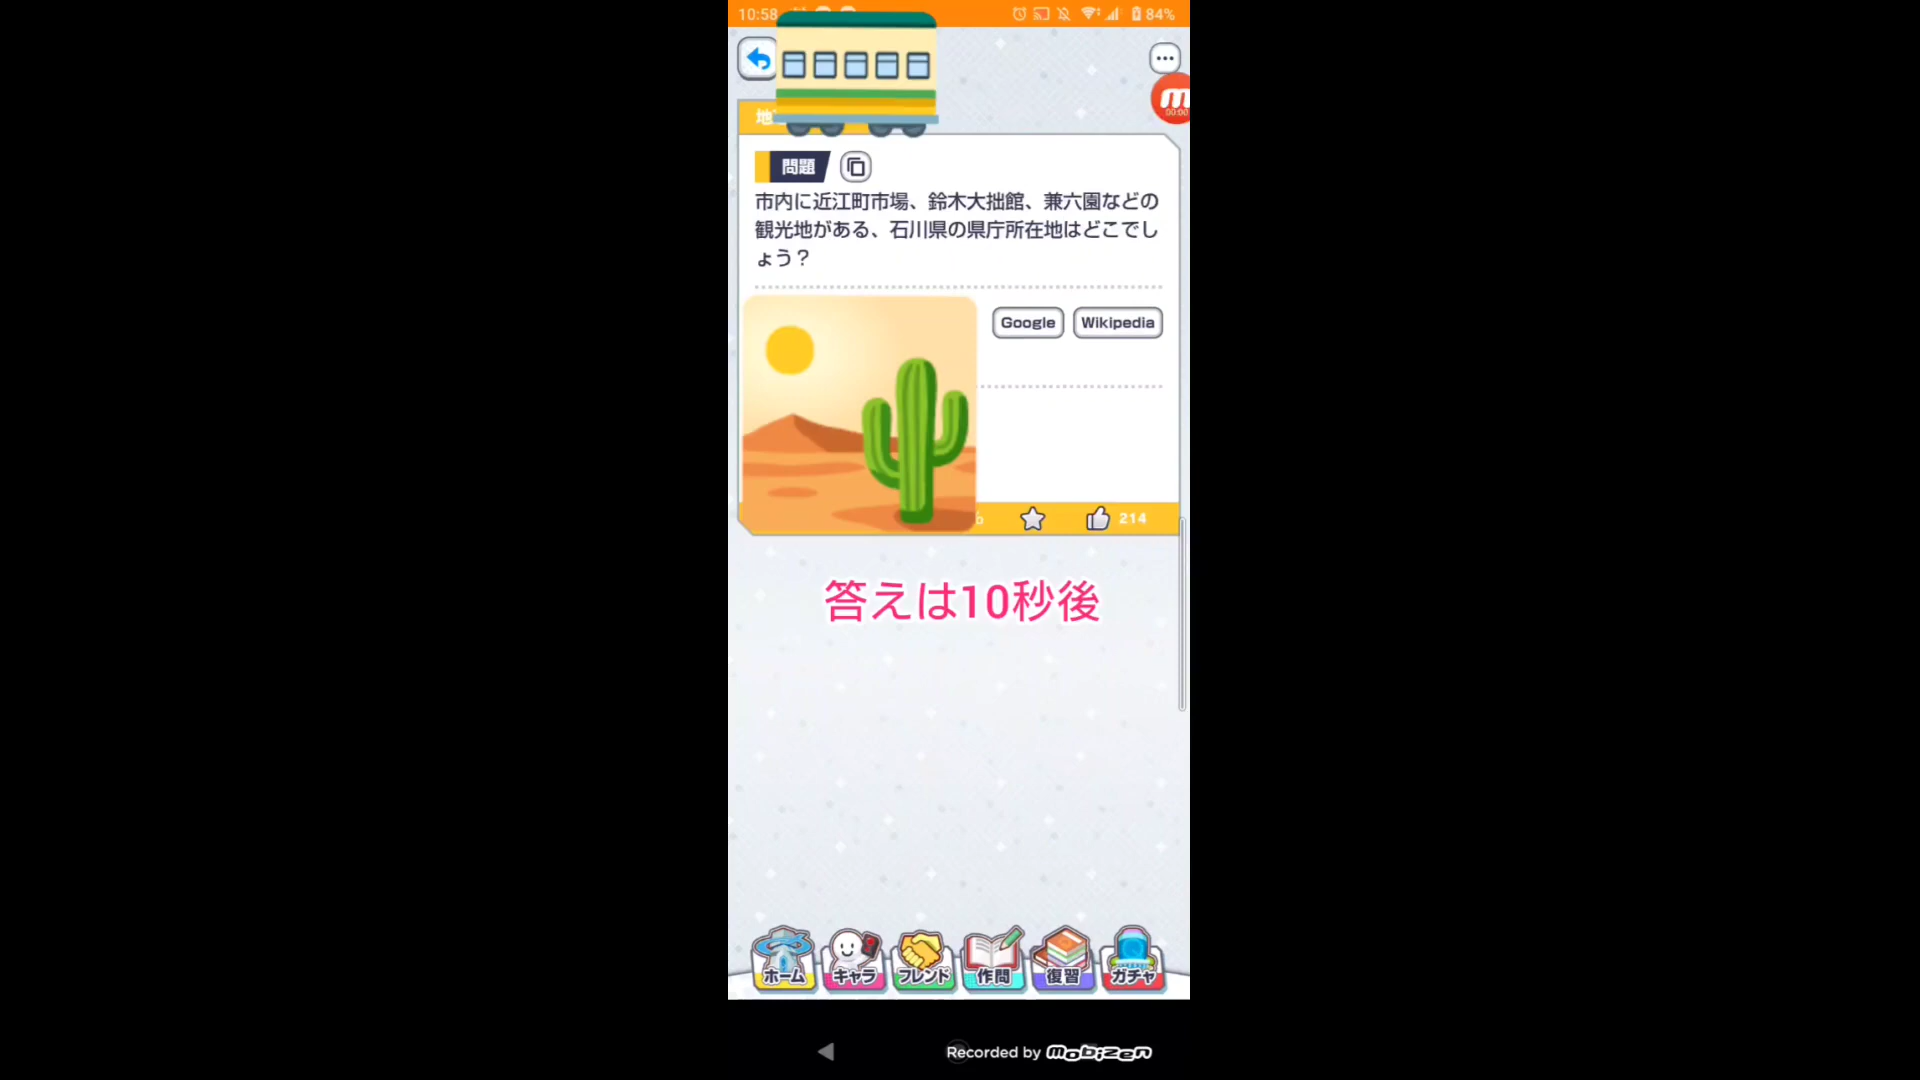 10:58
84%
00:00
地
問題
市内に近江町市場、鈴木大拙館、兼六園などの
観光地がある、石川県の県庁所在地はどこでし
ょう？
Google
Wikipedia
214
答えは10秒後
ホーム
キャラ
フレンド
作問
復習
ガチャ
Recorded by mobizen